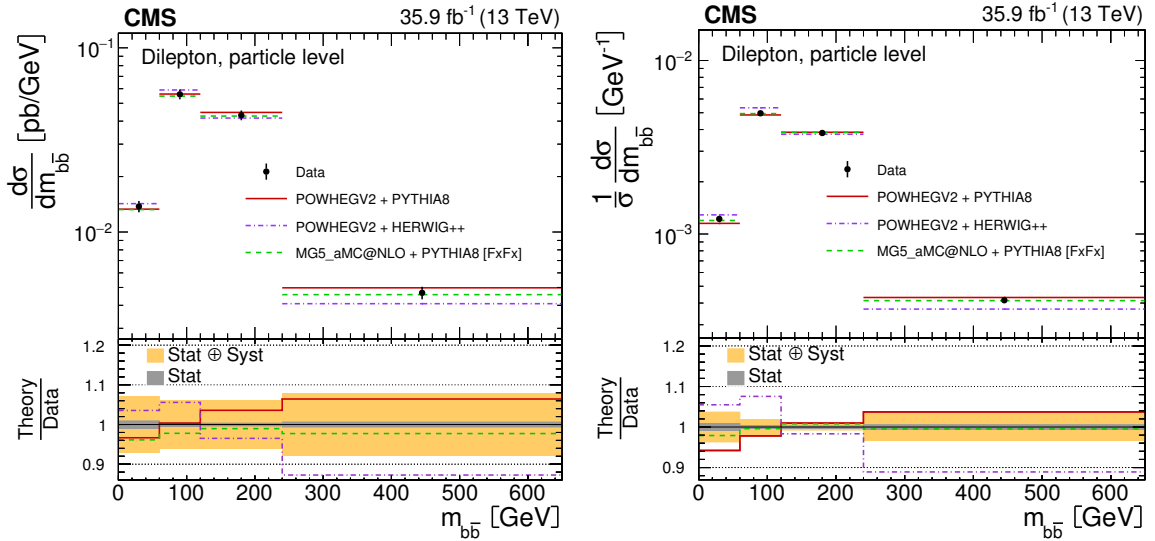 CMS 35.9 fb⁻¹ (13 TeV)
Dilepton, particle level
dσ/dm_bb̄ [pb/GeV]
10⁻¹
10⁻²
Data
POWHEGV2 + PYTHIA8
POWHEGV2 + HERWIG++
MG5_aMC@NLO + PYTHIA8 [FxFx]
Theory/Data
1.2
1.1
1
0.9
Stat ⊕ Syst
Stat
0 100 200 300 400 500 600
m_bb̄ [GeV]
CMS 35.9 fb⁻¹ (13 TeV)
Dilepton, particle level
1/σ dσ/dm_bb̄ [GeV⁻¹]
10⁻²
10⁻³
Data
POWHEGV2 + PYTHIA8
POWHEGV2 + HERWIG++
MG5_aMC@NLO + PYTHIA8 [FxFx]
Theory/Data
1.2
1.1
1
0.9
Stat ⊕ Syst
Stat
0 100 200 300 400 500 600
m_bb̄ [GeV]